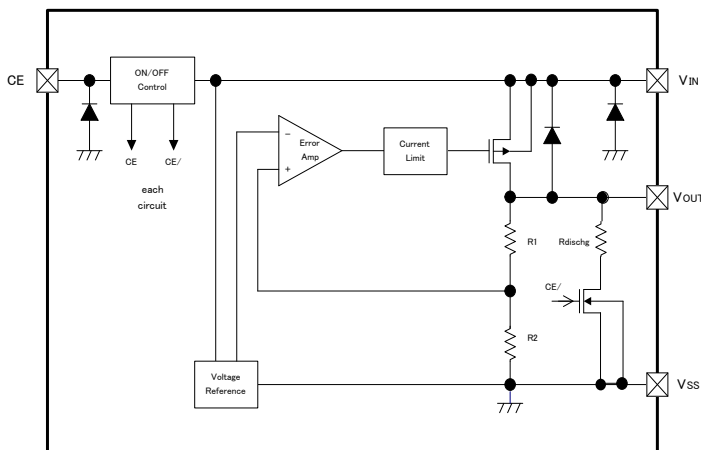 CE
ON/OFF
Control
VIN
CE
CE/
each
circuit
−
Error
Amp
+
Current
Limit
VOUT
R1
Rdischg
CE/
R2
Voltage
Reference
VSS